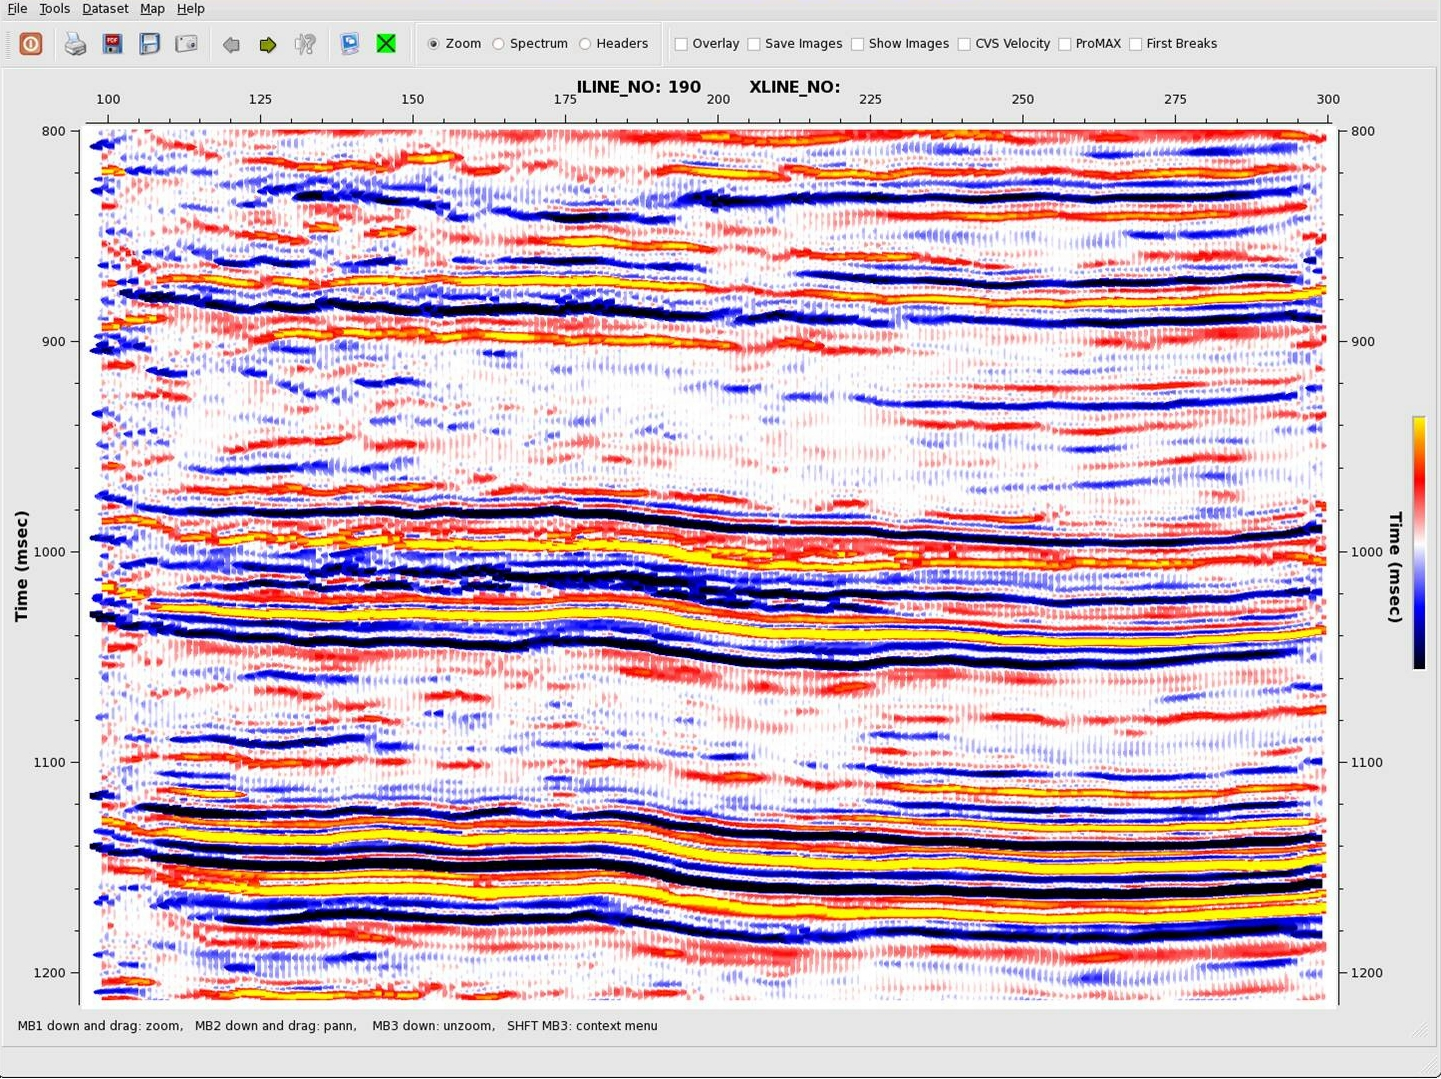 File Tools Dataset Map Help
PDF Zoom Spectrum Headers Overlay Save Images Show Images CVS Velocity ProMAX First Breaks
ILINE_NO: 190 XLINE_NO:
100 125 150 175 200 225 250 275 300
800 800
900 900
1000 1000
Time (msec) Time (msec)
1100 1100
1200 1200
MB1 down and drag: zoom, MB2 down and drag: pann, MB3 down: unzoom, SHFT MB3: context menu